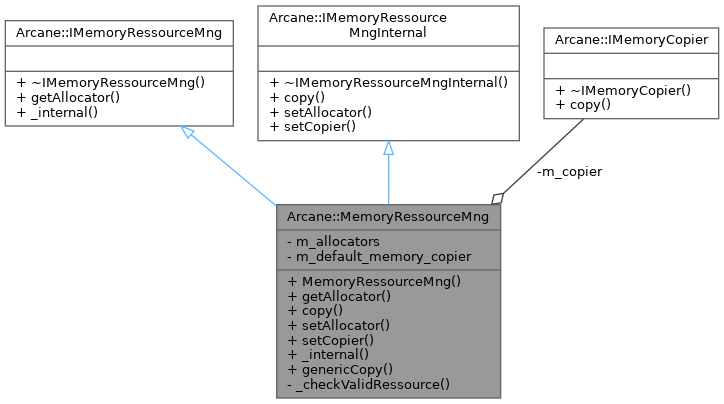 Arcane::IMemoryRessourceMng
+ ~IMemoryRessourceMng()
+ getAllocator()
+ _internal()
Arcane::IMemoryRessource
MngInternal
+ ~IMemoryRessourceMngInternal()
+ copy()
+ setAllocator()
+ setCopier()
Arcane::IMemoryCopier
+ ~IMemoryCopier()
+ copy()
-m_copier
Arcane::MemoryRessourceMng
- m_allocators
- m_default_memory_copier
+ MemoryRessourceMng()
+ getAllocator()
+ copy()
+ setAllocator()
+ setCopier()
+ _internal()
+ genericCopy()
- _checkValidRessource()